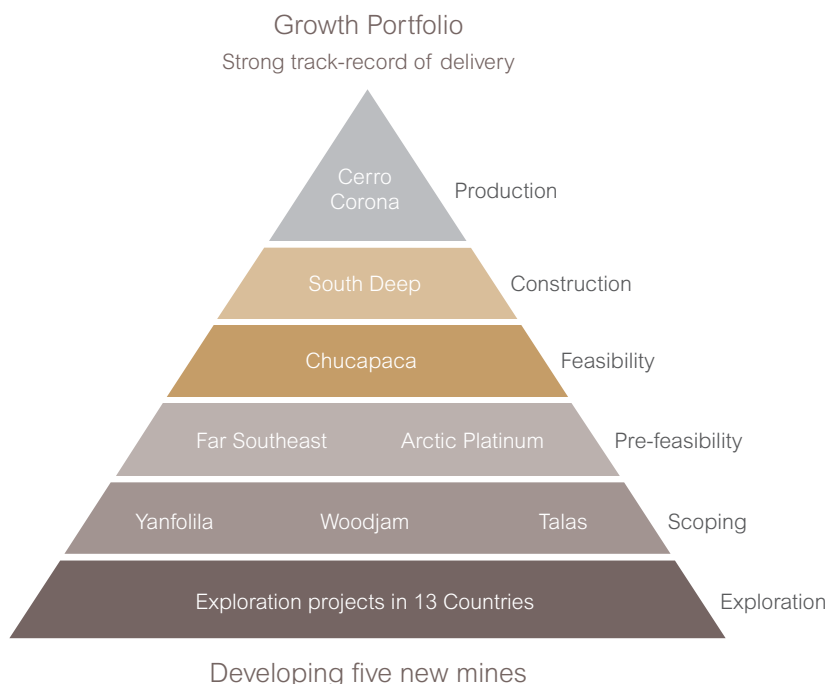 Growth Portfolio
Strong track-record of delivery
Cerro
Corona
Production
South Deep
Construction
Chucapaca
Feasibility
Far Southeast
Arctic Platinum
Pre-feasibility
Yanfolila
Woodjam
Talas
Scoping
Exploration projects in 13 Countries
Exploration
Developing five new mines